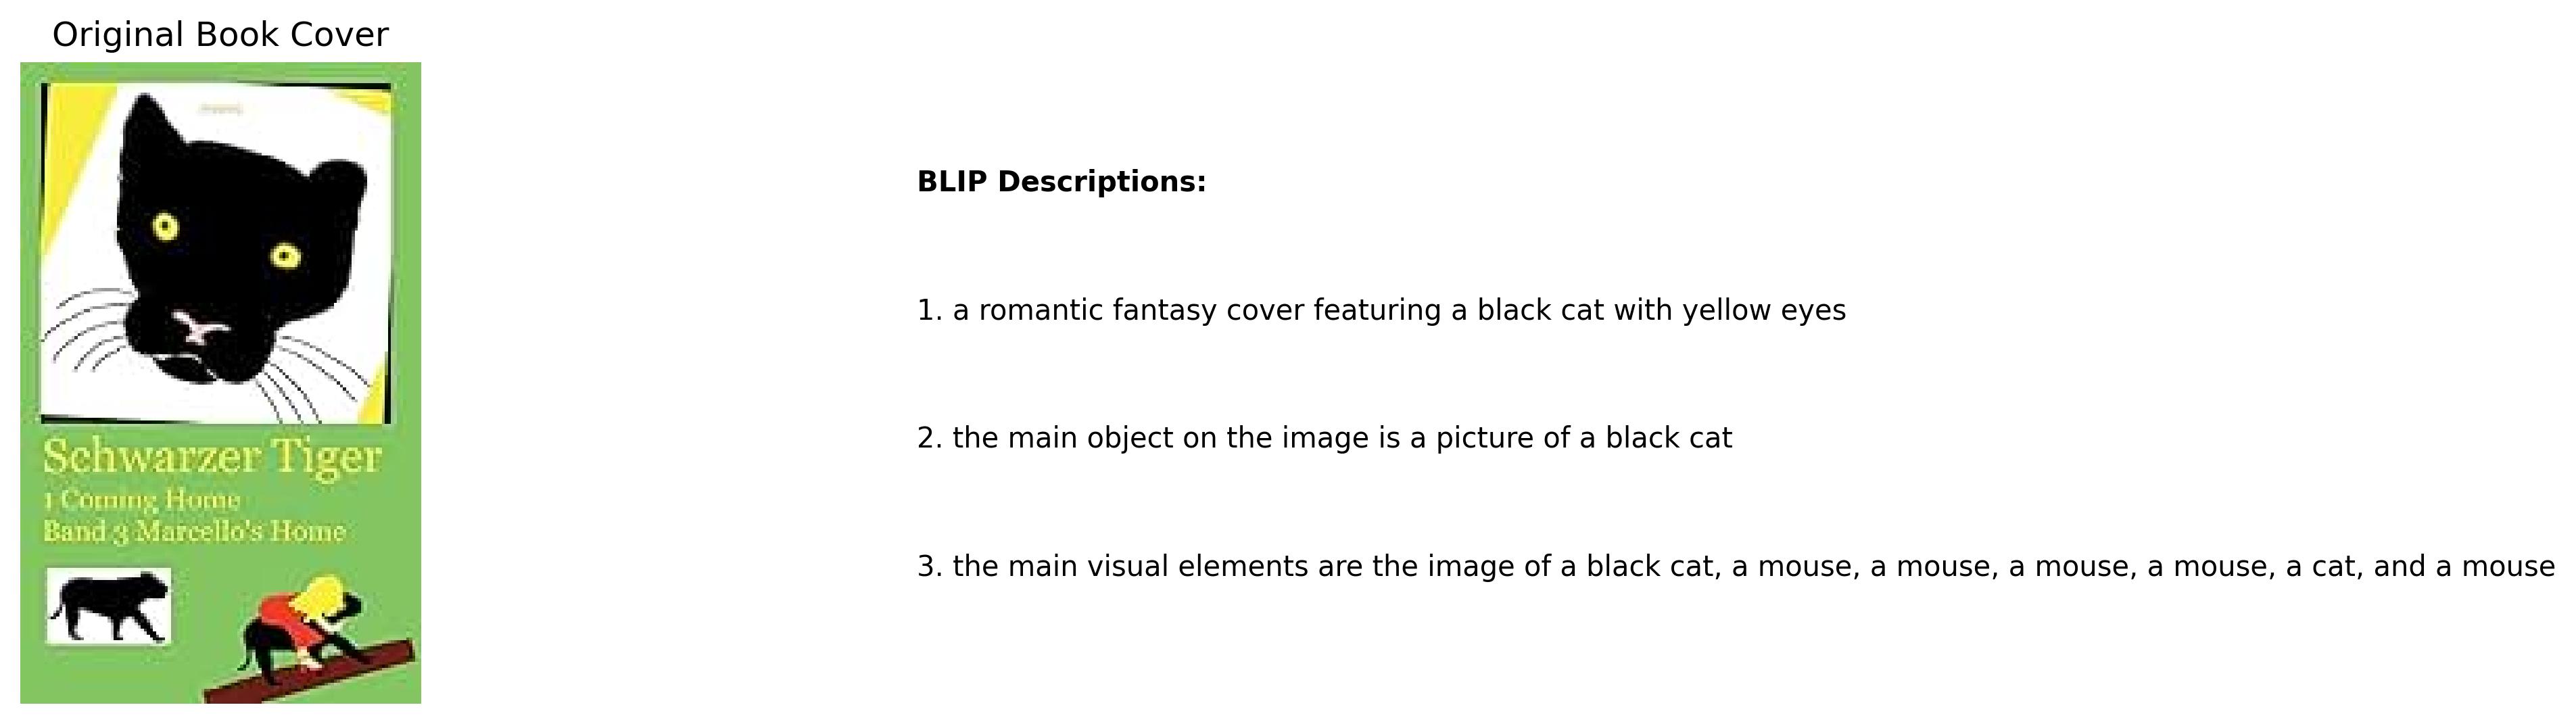 Original Book Cover
Schwarzer Tiger
1 Coming Home
Band 3 Marcello's Home
BLIP Descriptions:
1. a romantic fantasy cover featuring a black cat with yellow eyes
2. the main object on the image is a picture of a black cat
3. the main visual elements are the image of a black cat, a mouse, a mouse, a mouse, a mouse, a cat, and a mouse